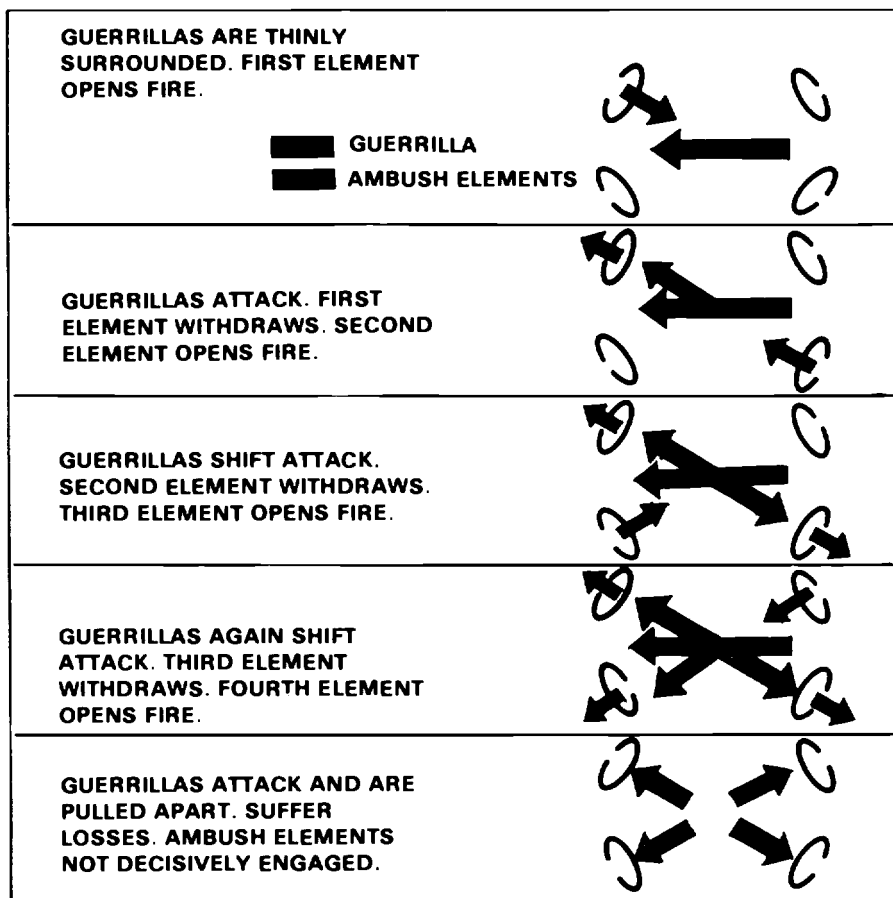 GUERRILLAS ARE THINLY
SURROUNDED. FIRST ELEMENT
OPENS FIRE.
GUERRILLA
AMBUSH ELEMENTS
GUERRILLAS ATTACK. FIRST
ELEMENT WITHDRAWS. SECOND
ELEMENT OPENS FIRE.
GUERRILLAS SHIFT ATTACK.
SECOND ELEMENT WITHDRAWS.
THIRD ELEMENT OPENS FIRE.
GUERRILLAS AGAIN SHIFT
ATTACK. THIRD ELEMENT
WITHDRAWS. FOURTH ELEMENT
OPENS FIRE.
GUERRILLAS ATTACK AND ARE
PULLED APART. SUFFER
LOSSES. AMBUSH ELEMENTS
NOT DECISIVELY ENGAGED.